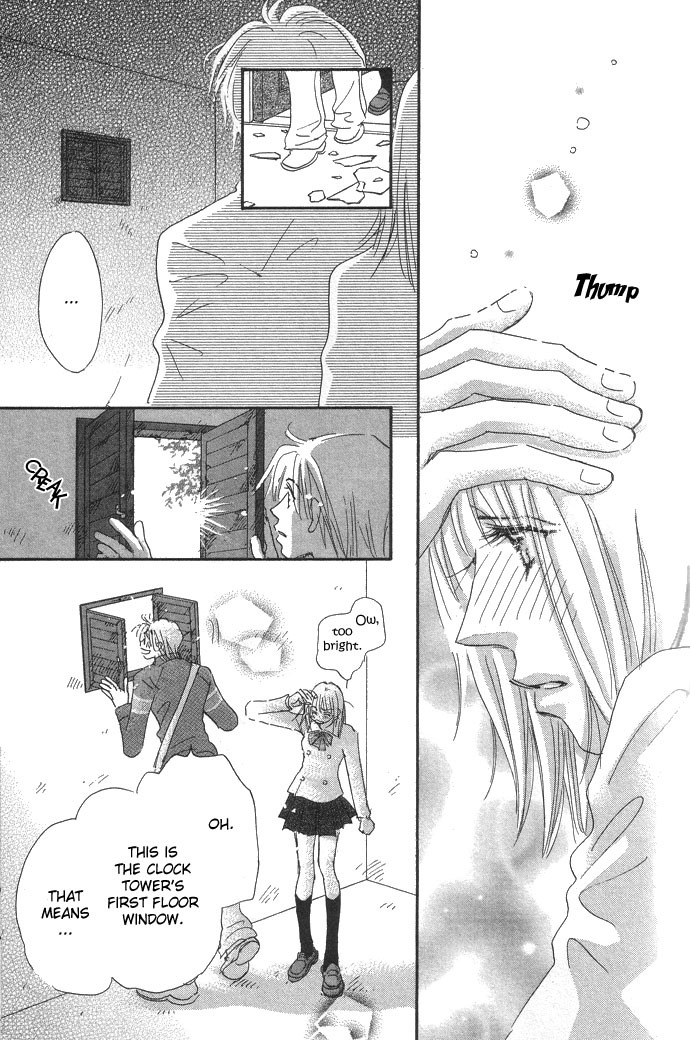 Thump
...
CREAK
Ow,
too
bright.
OH.
THIS IS
THE CLOCK
TOWER'S
FIRST FLOOR
WINDOW.
THAT
MEANS
...